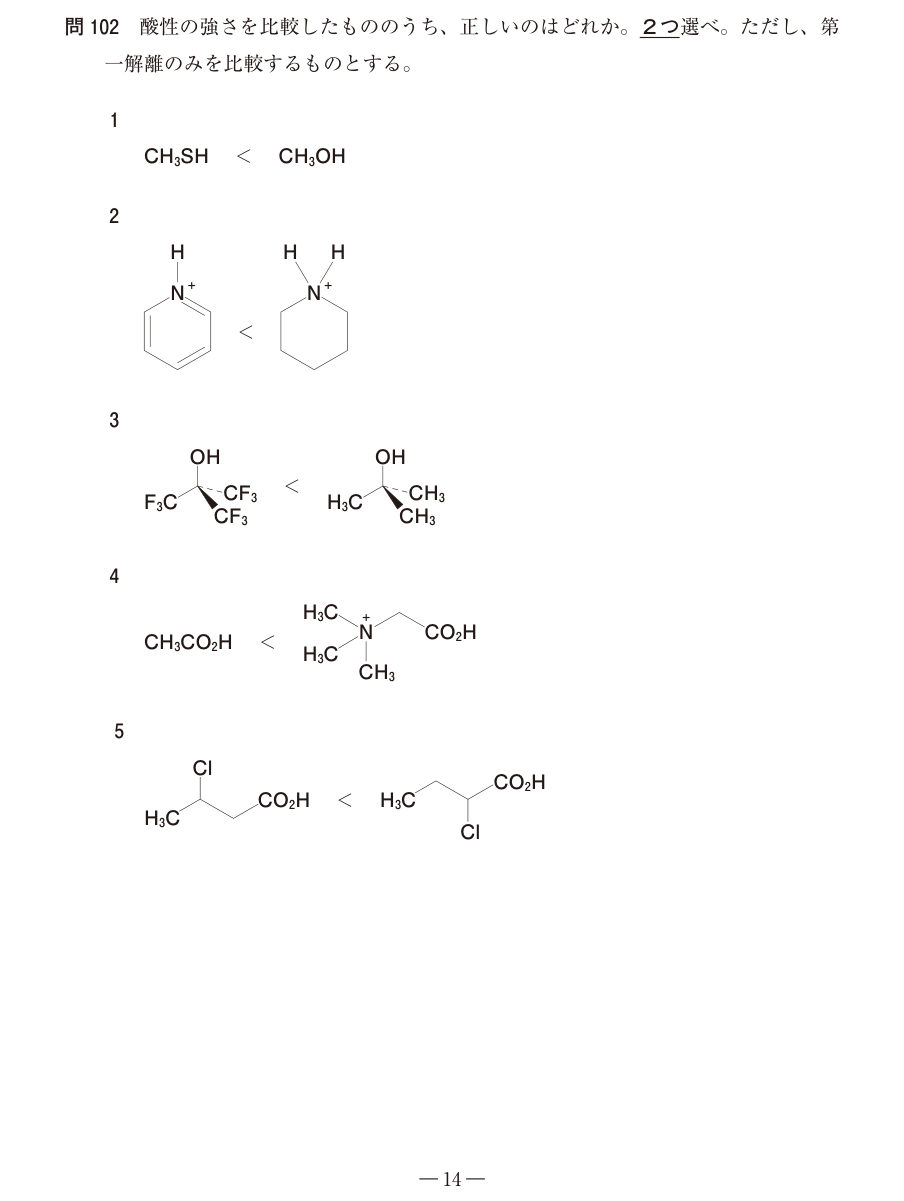 問 102 酸性の強さを比較したもののうち、正しいのはどれか。２つ選べ。ただし、第
一解離のみを比較するものとする。
1
CH₃SH < CH₃OH
2
H H H
N⁺ N⁺
<
3
OH OH
F₃C CF₃ < H₃C CH₃
CF₃ CH₃
4
H₃C
CH₃CO₂H < N⁺ CO₂H
H₃C
CH₃
5
Cl
H₃C CO₂H < H₃C CO₂H
Cl
― 14 ―